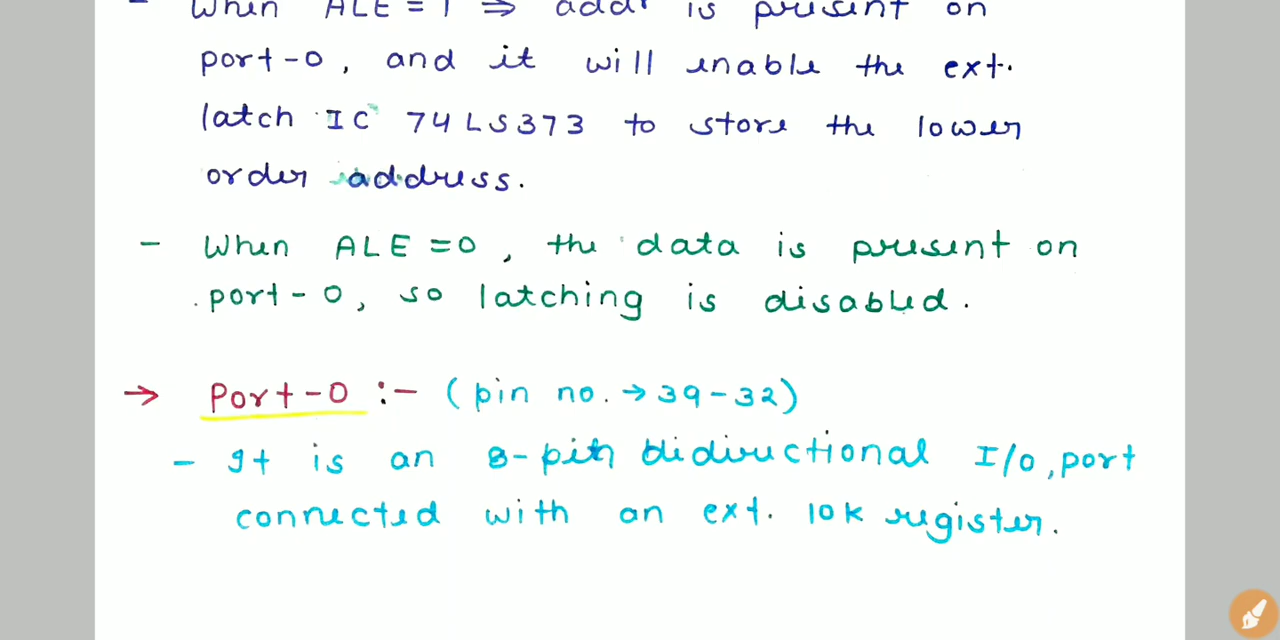 - When ALE = 1 ⇒ addr is present on
port-0, and it will enable the ext.
latch IC 74LS373 to store the lower
order address.
- When ALE = 0, the data is present on
port-0, so latching is disabled.
→ Port-0 :- (pin no. → 39-32)
- It is an 8-pin bidirectional I/0, port
connected with an ext. 10k register.